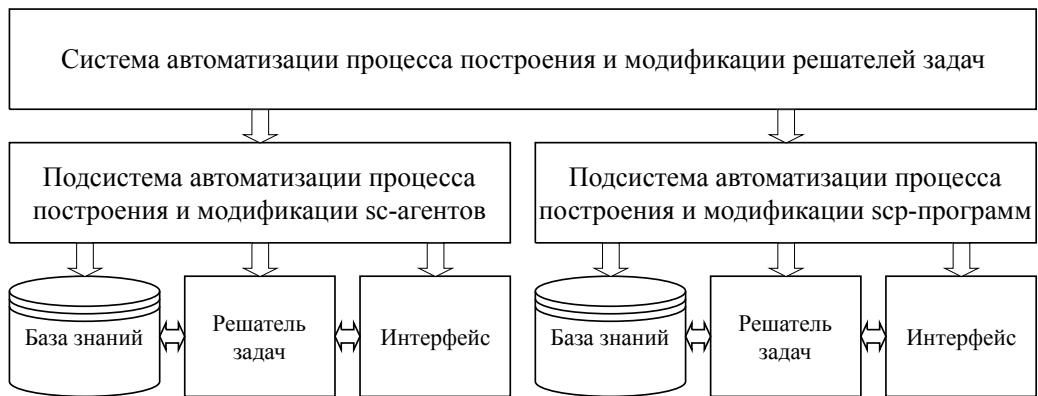 Система автоматизации процесса построения и модификации решателей задач
Подсистема автоматизации процесса
построения и модификации sc-агентов
Подсистема автоматизации процесса
построения и модификации scp-программ
База знаний
Решатель
задач
Интерфейс
База знаний
Решатель
задач
Интерфейс